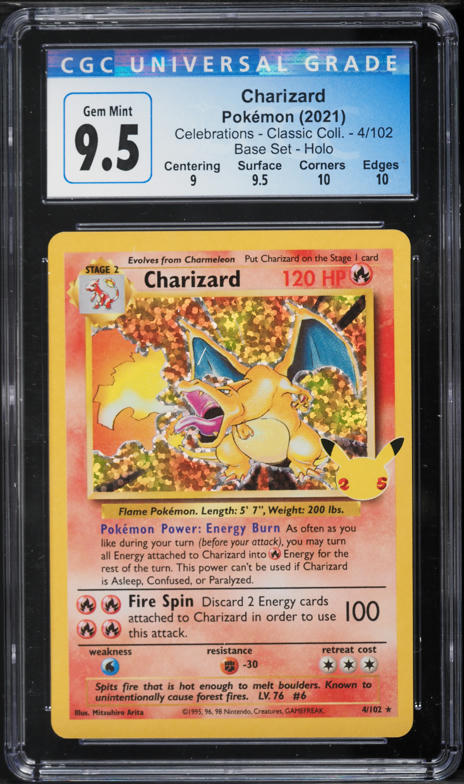 CGC UNIVERSAL GRADE
Gem Mint
9.5
Charizard
Pokémon (2021)
Celebrations - Classic Coll. - 4/102
Base Set - Holo
Centering Surface Corners Edges
9 9.5 10 10
Evolves from Charmeleon Put Charizard on the Stage 1 card
STAGE 2
Charizard 120 HP
25
Flame Pokémon. Length: 5' 7", Weight: 200 lbs.
Pokémon Power: Energy Burn As often as you
like during your turn (before your attack), you may turn
all Energy attached to Charizard into Energy for the
rest of the turn. This power can't be used if Charizard
is Asleep, Confused, or Paralyzed.
Fire Spin Discard 2 Energy cards
attached to Charizard in order to use 100
this attack.
weakness resistance retreat cost
-30
Spits fire that is hot enough to melt boulders. Known to
unintentionally cause forest fires. LV. 76 #6
Illus. Mitsuhiro Arita ©1995, 96, 98 Nintendo, Creatures, GAMEFREAK. 4/102 ★